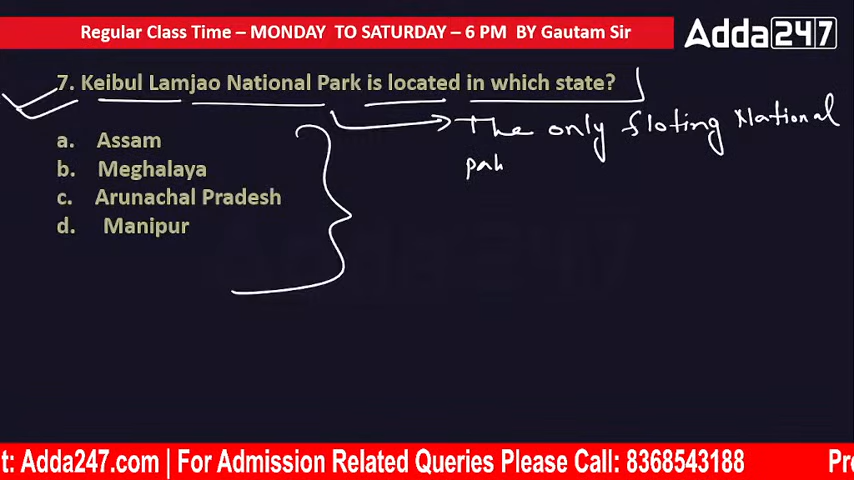 Regular Class Time – MONDAY TO SATURDAY – 6 PM BY Gautam Sir
Adda247
7. Keibul Lamjao National Park is located in which state?
The only floting National
pah
a. Assam
b. Meghalaya
c. Arunachal Pradesh
d. Manipur
t: Adda247.com | For Admission Related Queries Please Call: 8368543188
Pr